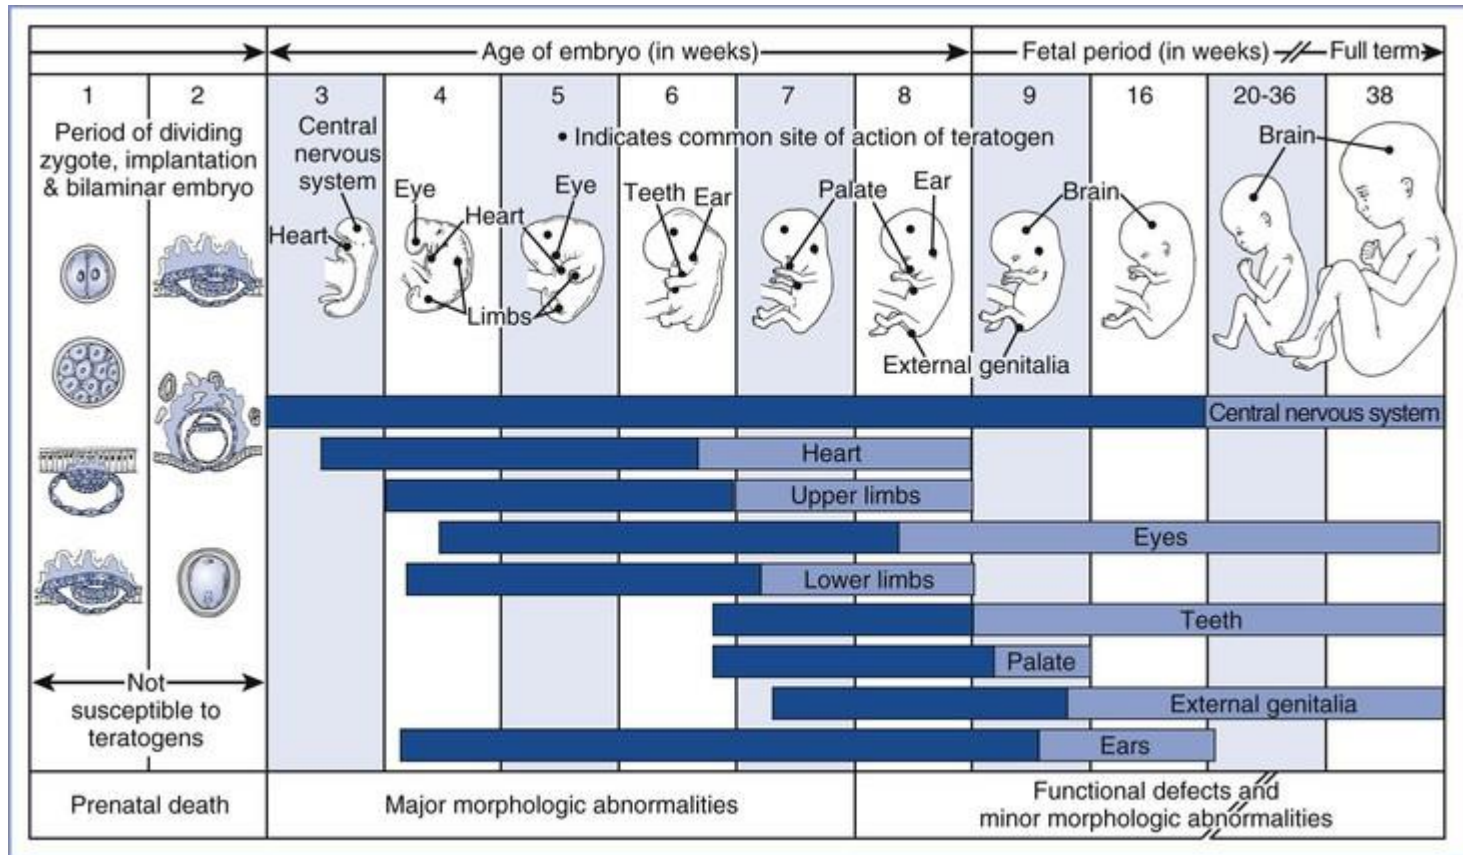 Age of embryo (in weeks)
Fetal period (in weeks)
Full term
1
2
3
4
5
6
7
8
9
16
20-36
38
Period of dividing
zygote, implantation
& bilaminar embryo
Central
nervous
system
• Indicates common site of action of teratogen
Heart
Eye
Heart
Limbs
Eye
Teeth
Ear
Palate
Ear
External genitalia
Brain
Brain
Central nervous system
Heart
Upper limbs
Eyes
Lower limbs
Teeth
Palate
External genitalia
Ears
Not
susceptible to
teratogens
Prenatal death
Major morphologic abnormalities
Functional defects and
minor morphologic abnormalities